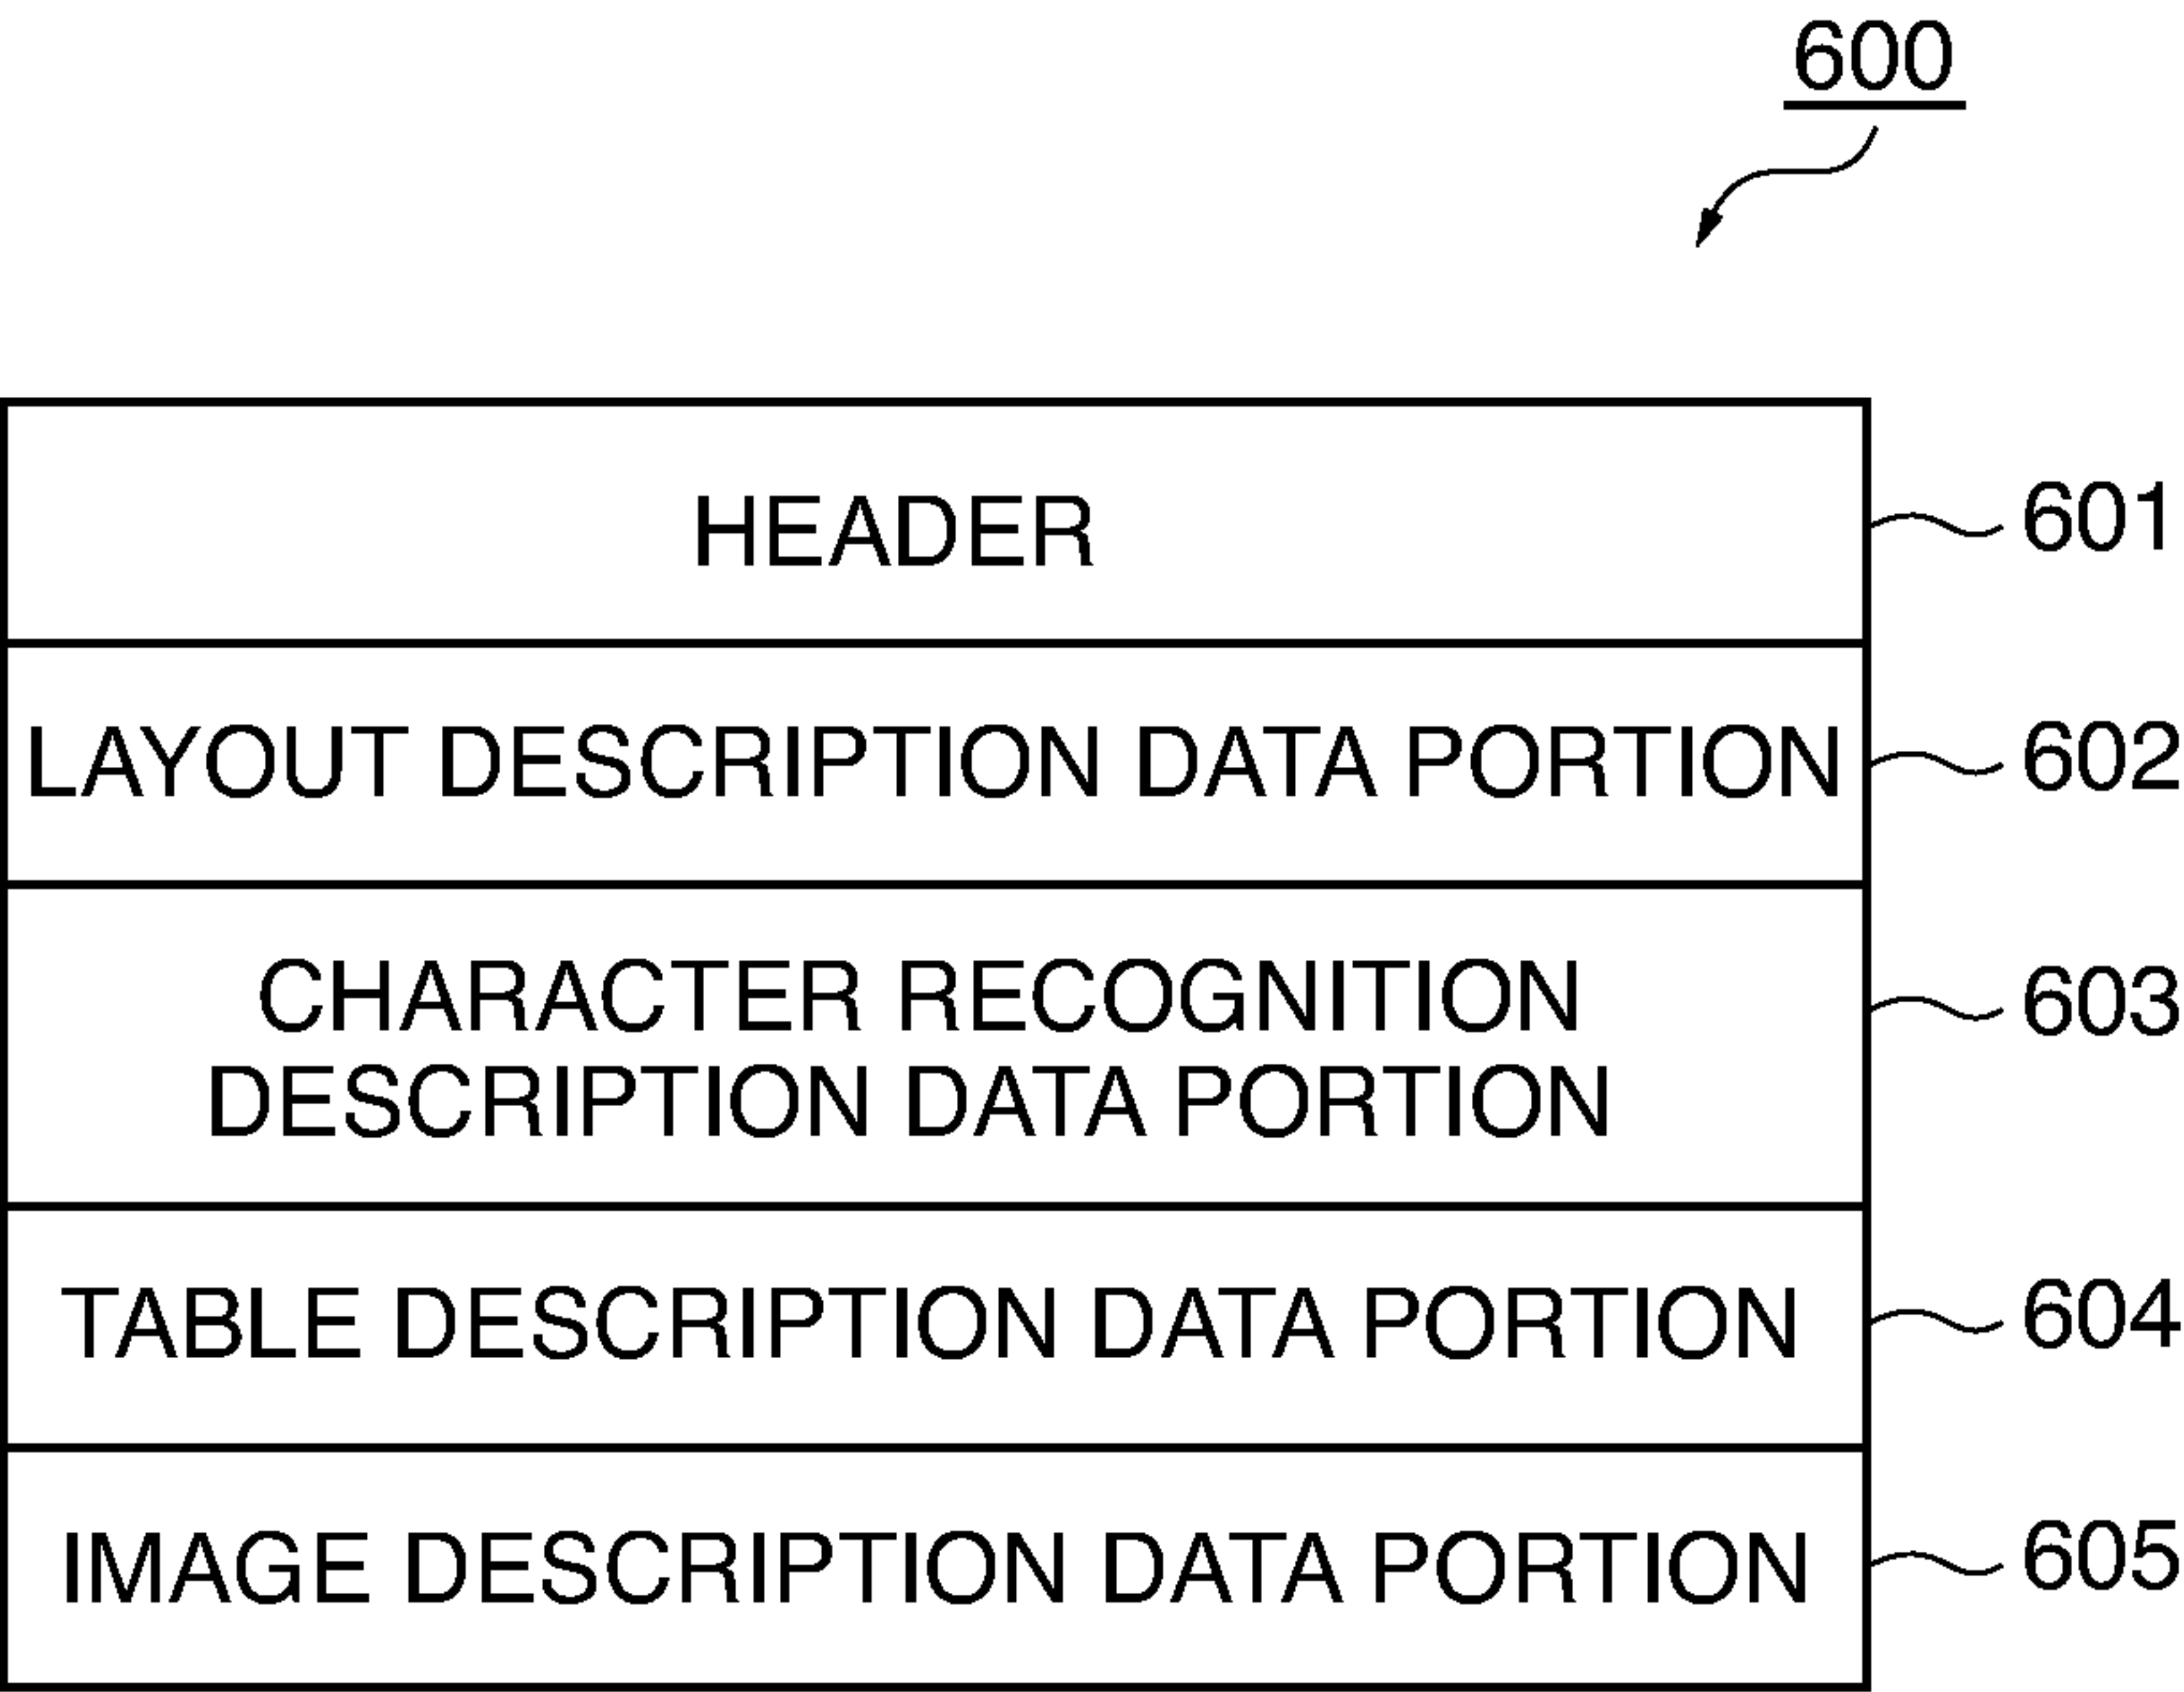 600
HEADER 601
LAYOUT DESCRIPTION DATA PORTION 602
CHARACTER RECOGNITION
DESCRIPTION DATA PORTION 603
TABLE DESCRIPTION DATA PORTION 604
IMAGE DESCRIPTION DATA PORTION 605